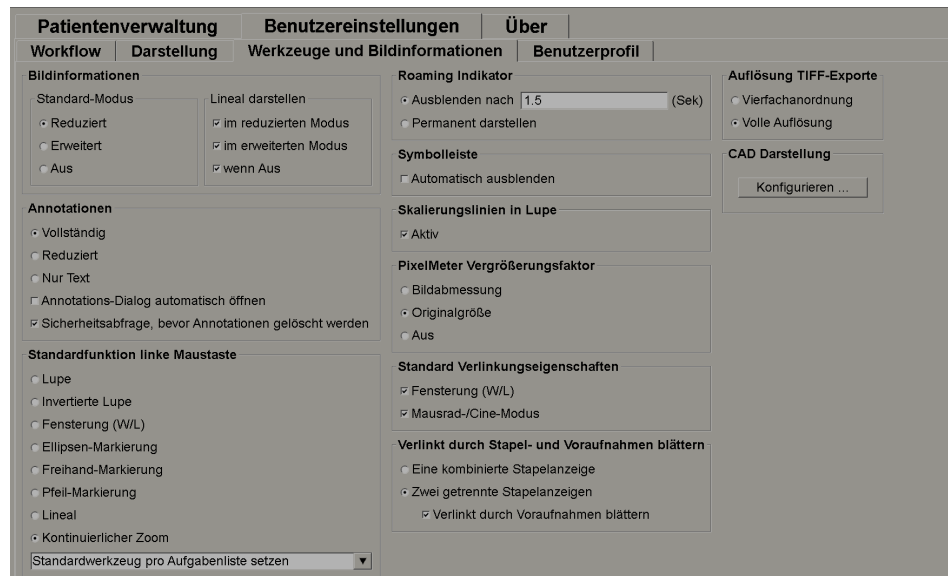 Patientenverwaltung
Benutzereinstellungen
Über
Workflow
Darstellung
Werkzeuge und Bildinformationen
Benutzerprofil
Bildinformationen
Standard-Modus
Reduziert
Erweitert
Aus
Lineal darstellen
im reduzierten Modus
im erweiterten Modus
wenn Aus
Annotationen
Vollständig
Reduziert
Nur Text
Annotations-Dialog automatisch öffnen
Sicherheitsabfrage, bevor Annotationen gelöscht werden
Standardfunktion linke Maustaste
Lupe
Invertierte Lupe
Fensterung (W/L)
Ellipsen-Markierung
Freihand-Markierung
Pfeil-Markierung
Lineal
Kontinuierlicher Zoom
Standardwerkzeug pro Aufgabenliste setzen
Roaming Indikator
Ausblenden nach 1.5 (Sek)
Permanent darstellen
Symbolleiste
Automatisch ausblenden
Skalierungslinien in Lupe
Aktiv
PixelMeter Vergrößerungsfaktor
Bildabmessung
Originalgröße
Aus
Standard Verlinkungseigenschaften
Fensterung (W/L)
Mausrad-/Cine-Modus
Verlinkt durch Stapel- und Voraufnahmen blättern
Eine kombinierte Stapelanzeige
Zwei getrennte Stapelanzeigen
Verlinkt durch Voraufnahmen blättern
Auflösung TIFF-Exporte
Vierfachanordnung
Volle Auflösung
CAD Darstellung
Konfigurieren ...